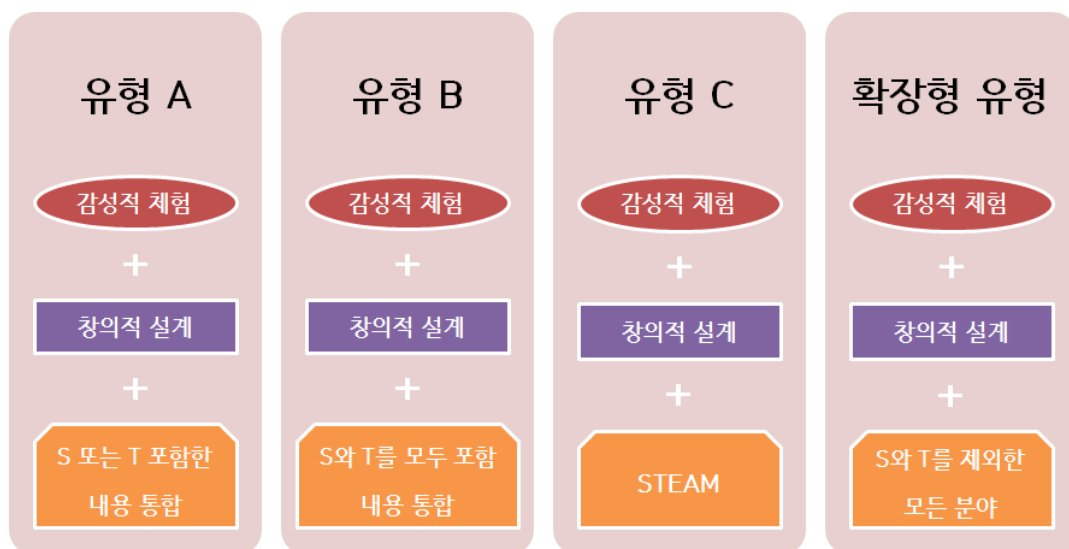 유형 A
감성적 체험
+
창의적 설계
+
S 또는 T 포함한
내용 통합
유형 B
감성적 체험
+
창의적 설계
+
S와 T를 모두 포함
내용 통합
유형 C
감성적 체험
+
창의적 설계
+
STEAM
확장형 유형
감성적 체험
+
창의적 설계
+
S와 T를 제외한
모든 분야